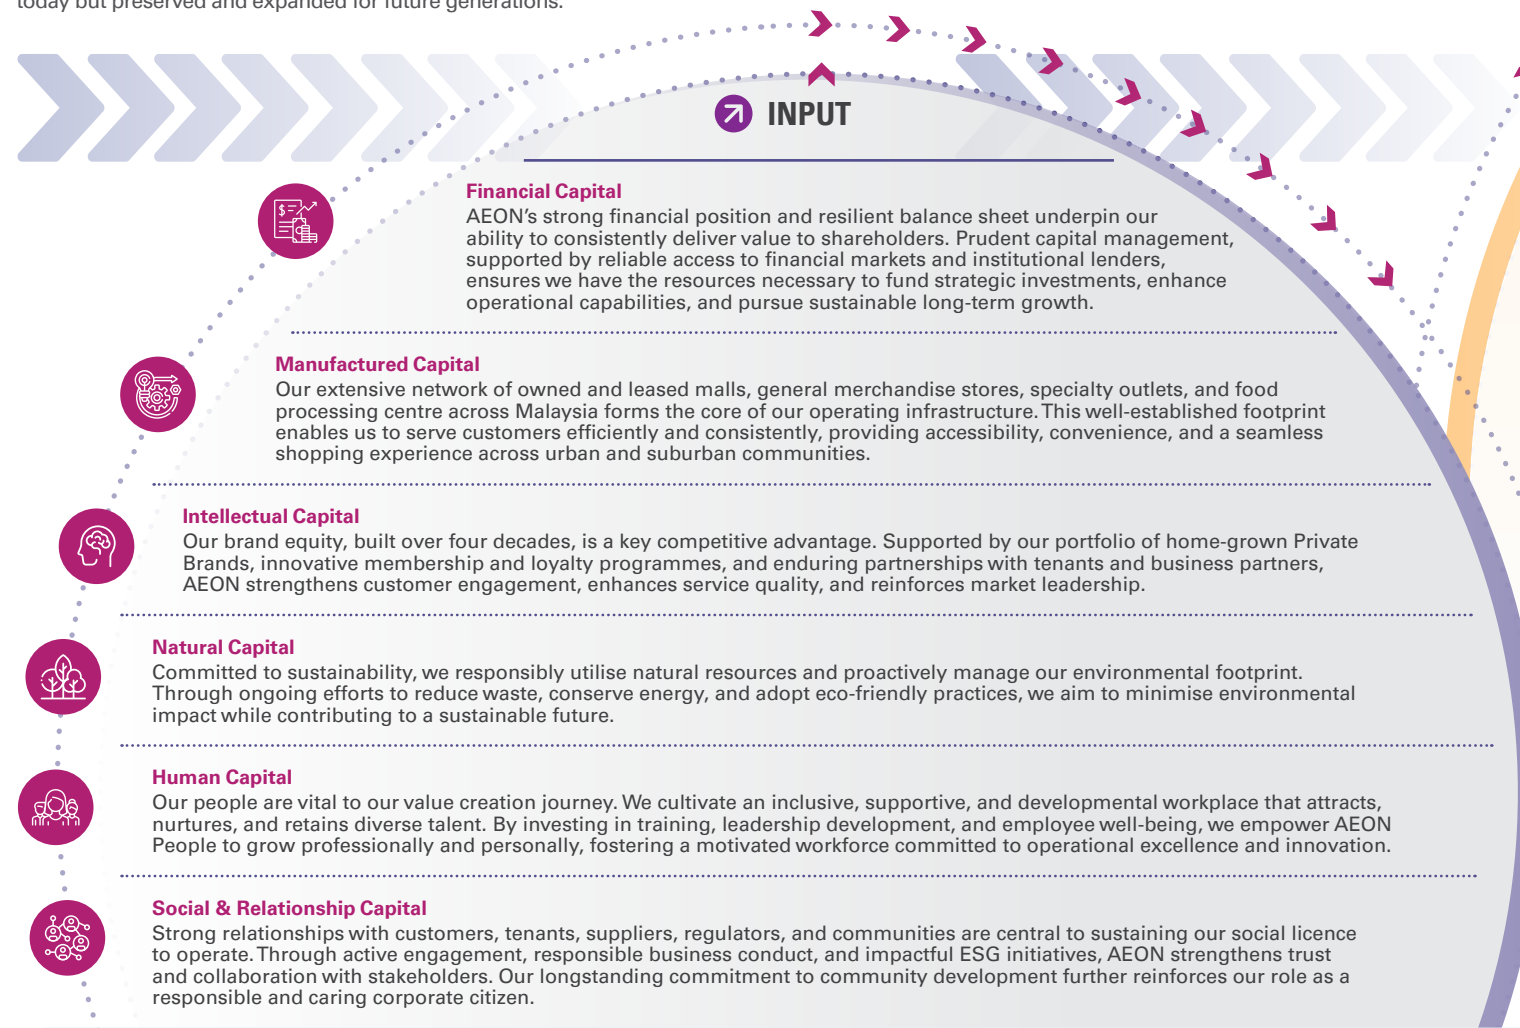 today but preserved and expanded for future generations.
INPUT
Financial Capital
AEON’s strong financial position and resilient balance sheet underpin our
ability to consistently deliver value to shareholders. Prudent capital management,
supported by reliable access to financial markets and institutional lenders,
ensures we have the resources necessary to fund strategic investments, enhance
operational capabilities, and pursue sustainable long-term growth.
Manufactured Capital
Our extensive network of owned and leased malls, general merchandise stores, specialty outlets, and food
processing centre across Malaysia forms the core of our operating infrastructure. This well-established footprint
enables us to serve customers efficiently and consistently, providing accessibility, convenience, and a seamless
shopping experience across urban and suburban communities.
Intellectual Capital
Our brand equity, built over four decades, is a key competitive advantage. Supported by our portfolio of home-grown Private
Brands, innovative membership and loyalty programmes, and enduring partnerships with tenants and business partners,
AEON strengthens customer engagement, enhances service quality, and reinforces market leadership.
Natural Capital
Committed to sustainability, we responsibly utilise natural resources and proactively manage our environmental footprint.
Through ongoing efforts to reduce waste, conserve energy, and adopt eco-friendly practices, we aim to minimise environmental
impact while contributing to a sustainable future.
Human Capital
Our people are vital to our value creation journey. We cultivate an inclusive, supportive, and developmental workplace that attracts,
nurtures, and retains diverse talent. By investing in training, leadership development, and employee well-being, we empower AEON
People to grow professionally and personally, fostering a motivated workforce committed to operational excellence and innovation.
Social & Relationship Capital
Strong relationships with customers, tenants, suppliers, regulators, and communities are central to sustaining our social licence
to operate. Through active engagement, responsible business conduct, and impactful ESG initiatives, AEON strengthens trust
and collaboration with stakeholders. Our longstanding commitment to community development further reinforces our role as a
responsible and caring corporate citizen.